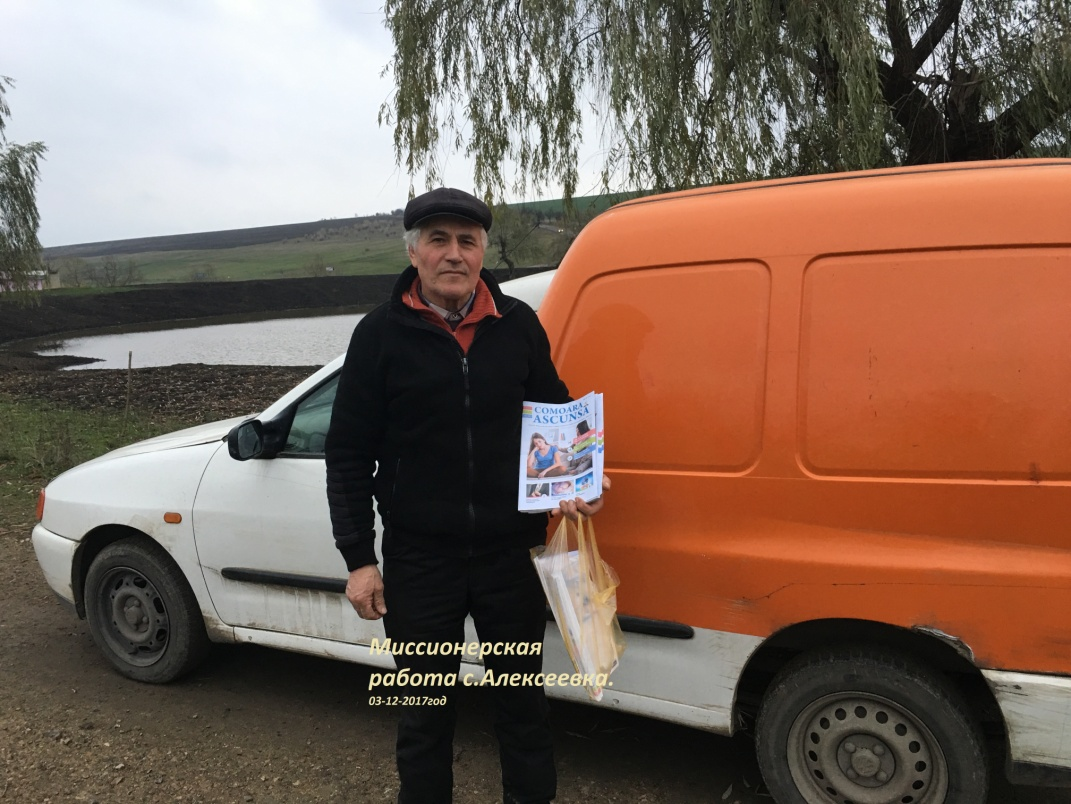 COMOARA
ASCUNSĂ
Миссионерская
работа с.Алексеевка.
03-12-2017год